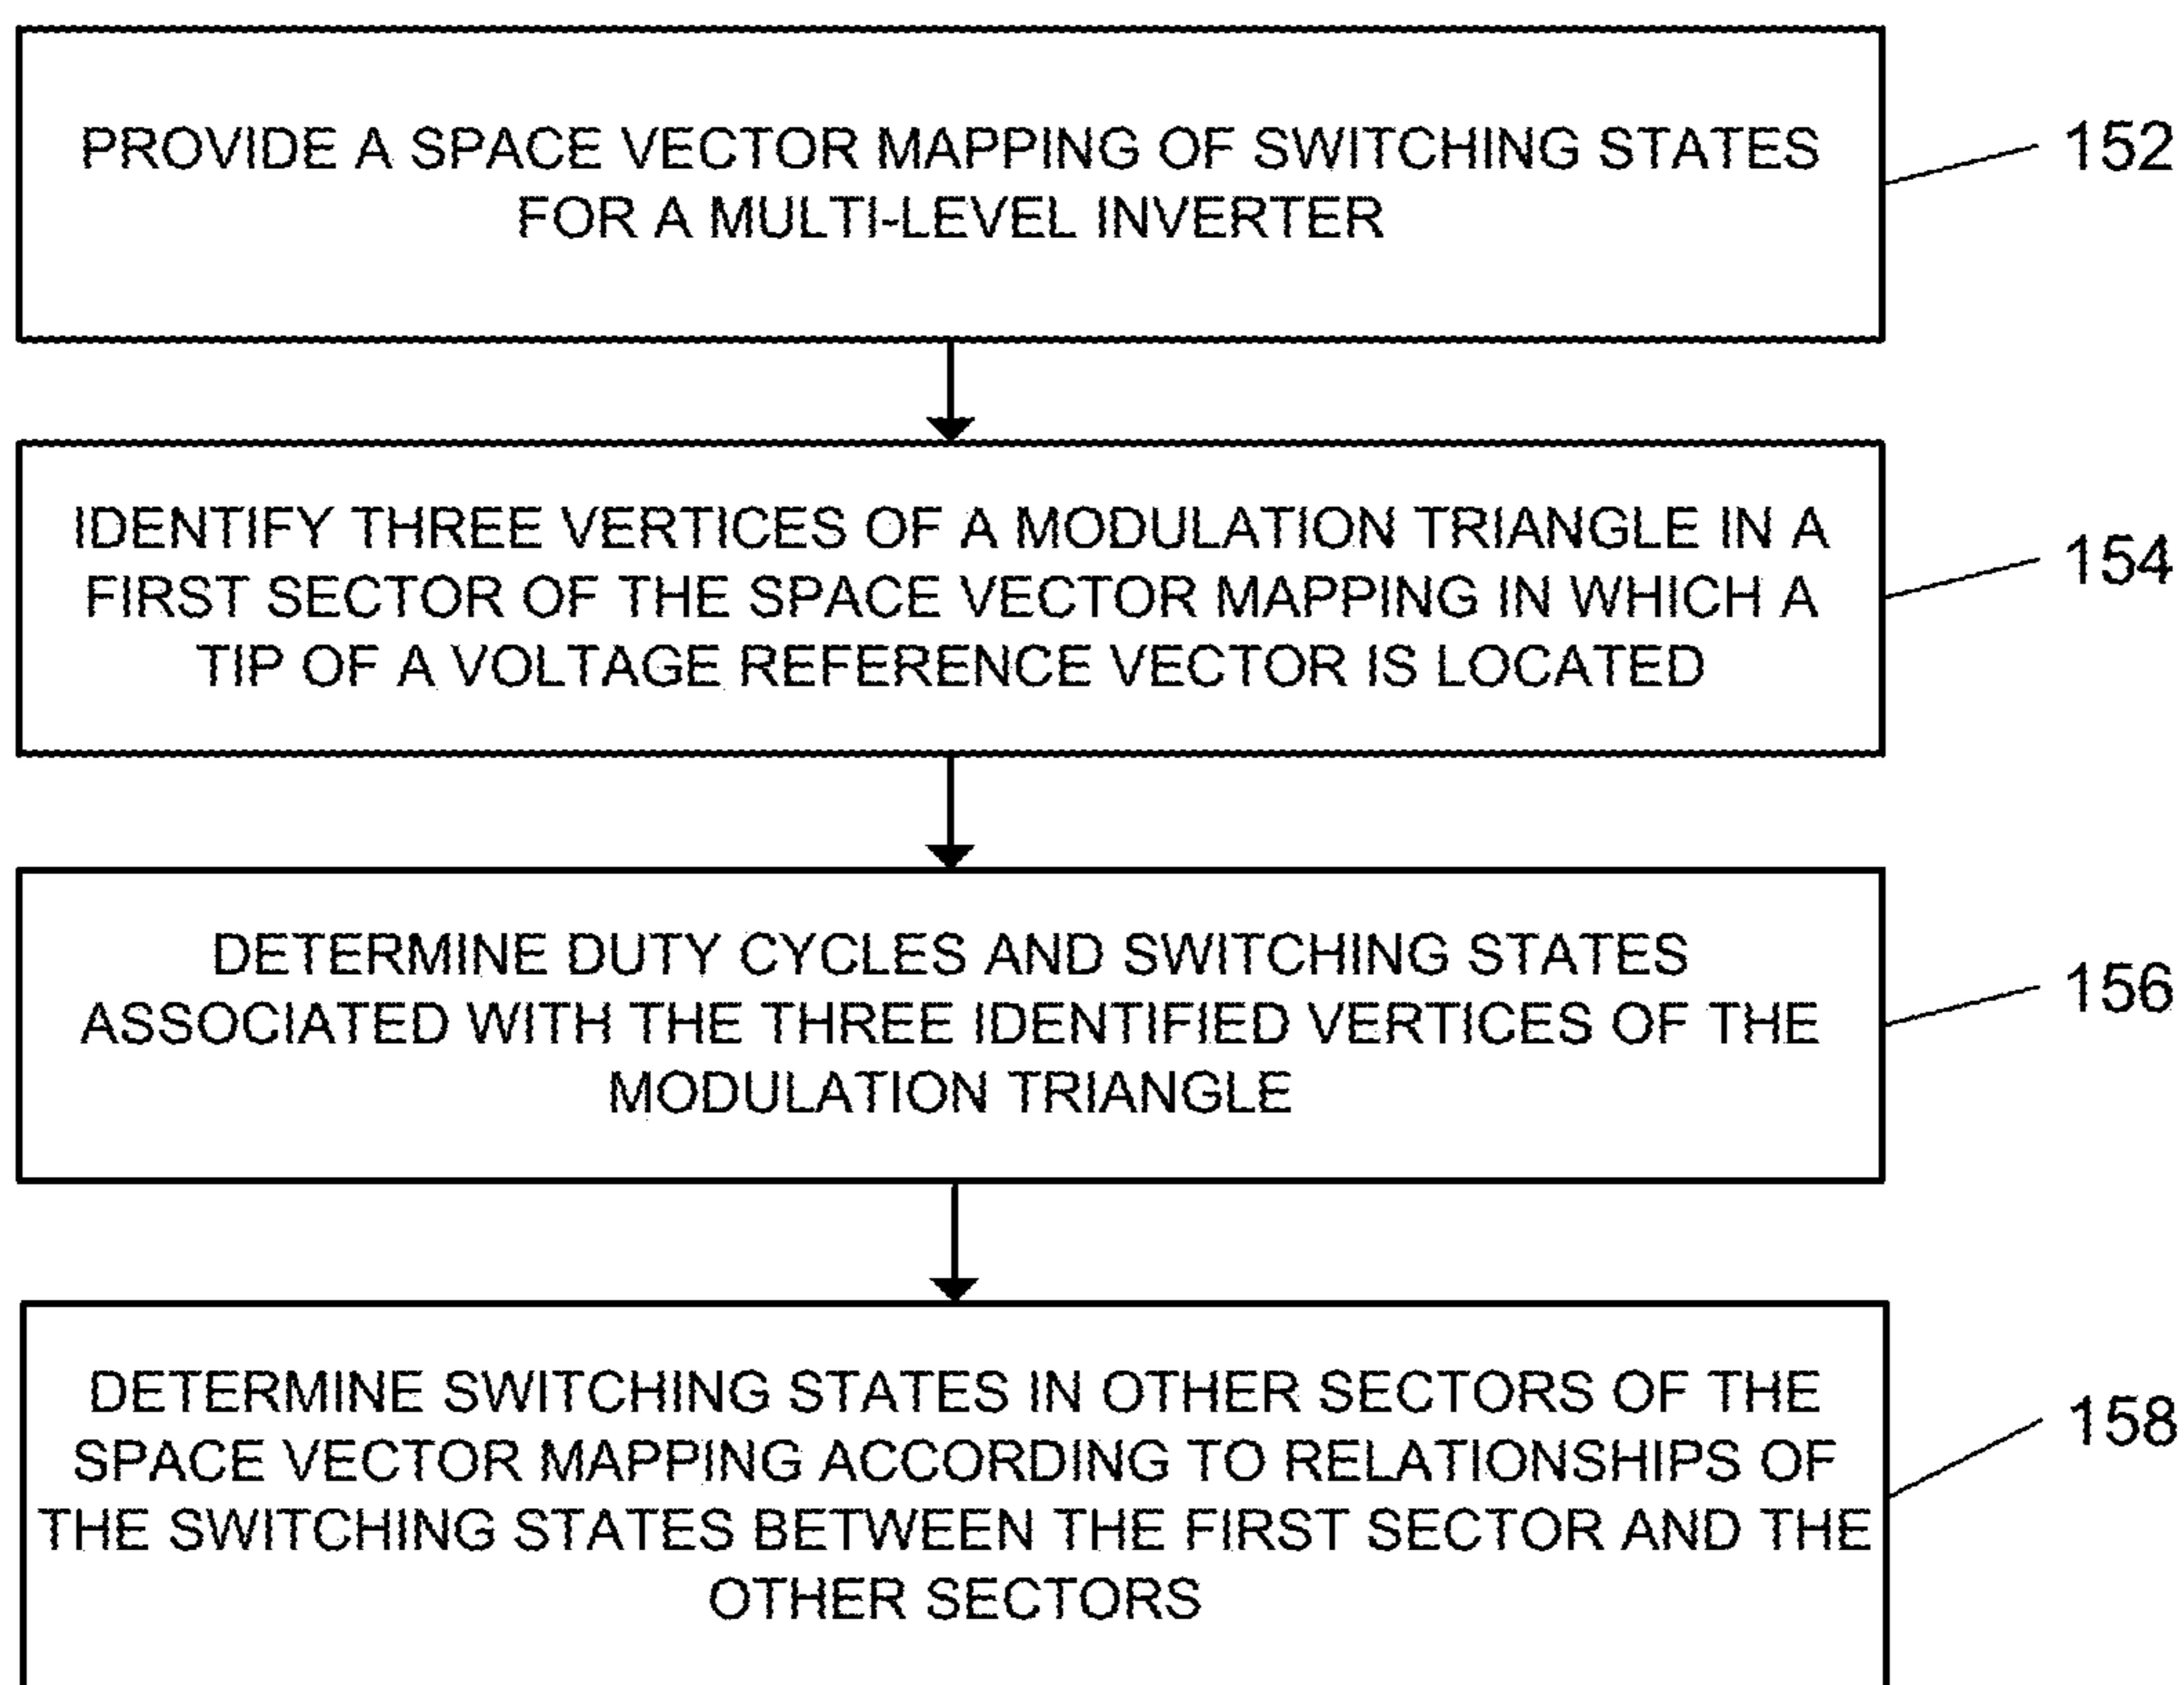 PROVIDE A SPACE VECTOR MAPPING OF SWITCHING STATES
FOR A MULTI-LEVEL INVERTER
152
IDENTIFY THREE VERTICES OF A MODULATION TRIANGLE IN A
FIRST SECTOR OF THE SPACE VECTOR MAPPING IN WHICH A
TIP OF A VOLTAGE REFERENCE VECTOR IS LOCATED
154
DETERMINE DUTY CYCLES AND SWITCHING STATES
ASSOCIATED WITH THE THREE IDENTIFIED VERTICES OF THE
MODULATION TRIANGLE
156
DETERMINE SWITCHING STATES IN OTHER SECTORS OF THE
SPACE VECTOR MAPPING ACCORDING TO RELATIONSHIPS OF
THE SWITCHING STATES BETWEEN THE FIRST SECTOR AND THE
OTHER SECTORS
158